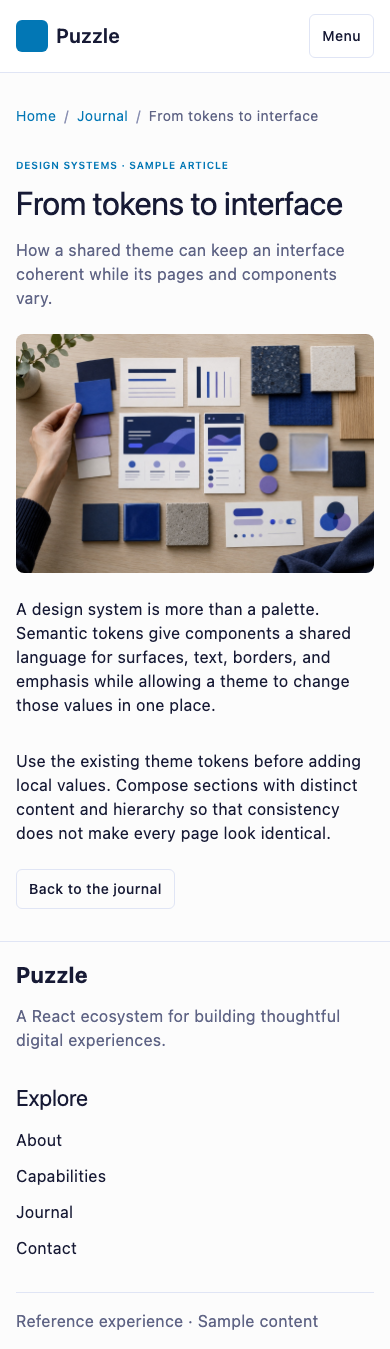 Puzzle
Menu
Home / Journal / From tokens to interface
DESIGN SYSTEMS · SAMPLE ARTICLE
From tokens to interface
How a shared theme can keep an interface
coherent while its pages and components
vary.
A design system is more than a palette.
Semantic tokens give components a shared
language for surfaces, text, borders, and
emphasis while allowing a theme to change
those values in one place.
Use the existing theme tokens before adding
local values. Compose sections with distinct
content and hierarchy so that consistency
does not make every page look identical.
Back to the journal
Puzzle
A React ecosystem for building thoughtful
digital experiences.
Explore
About
Capabilities
Journal
Contact
Reference experience · Sample content